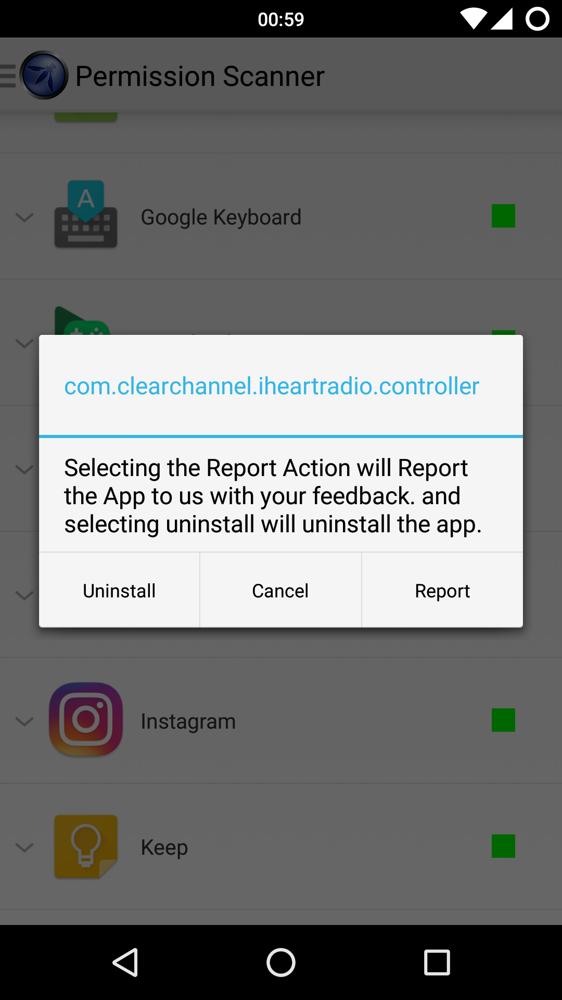 00:59
Permission Scanner
A
Google Keyboard
com.clearchannel.iheartradio.controller
Selecting the Report Action will Report
the App to us with your feedback. and
selecting uninstall will uninstall the app.
Uninstall
Cancel
Report
Instagram
Keep